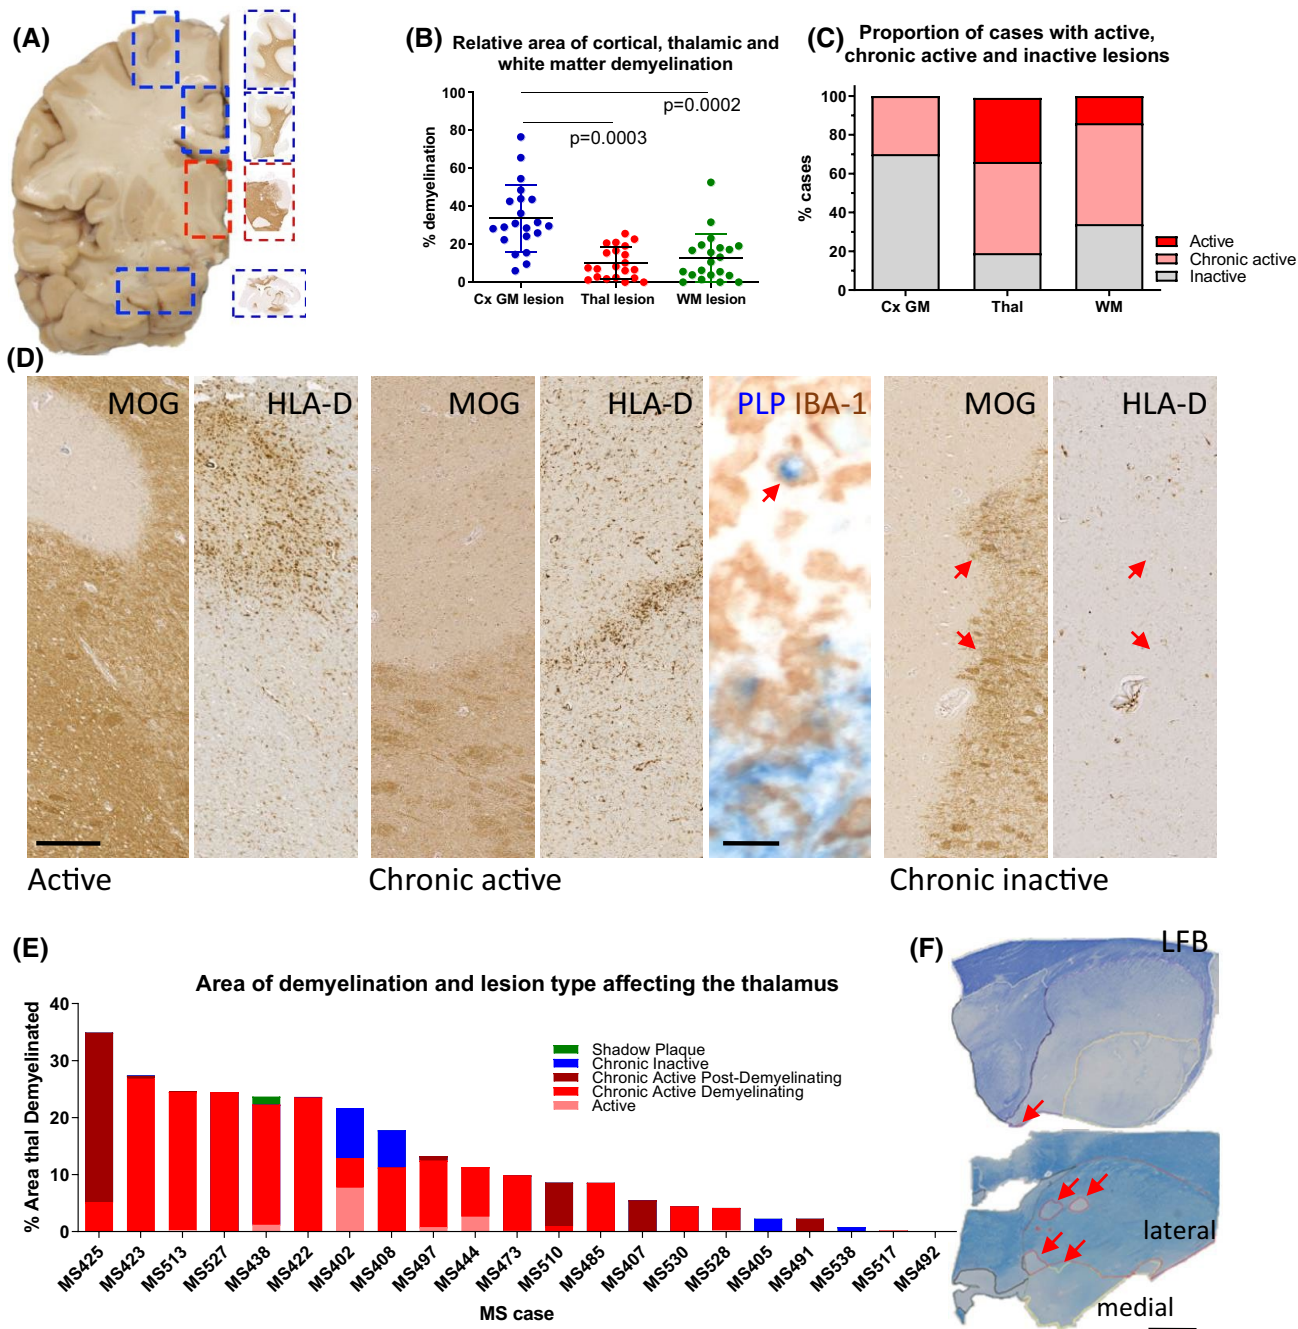 (A)
(B) Relative area of cortical, thalamic and
white matter demyelination
% demyelination
100
80
60
40
20
0
p=0.0002
p=0.0003
Cx GM lesion Thal lesion WM lesion
(C) Proportion of cases with active,
chronic active and inactive lesions
% cases
100
80
60
40
20
0
Cx GM Thal WM
Active
Chronic active
Inactive
(D)
MOG HLA-D MOG HLA-D PLP IBA-1 MOG HLA-D
Active Chronic active Chronic inactive
(E)
Area of demyelination and lesion type affecting the thalamus
% Area thal Demyelinated
40
30
20
10
0
Shadow Plaque
Chronic Inactive
Chronic Active Post-Demyelinating
Chronic Active Demyelinating
Active
MS425 MS423 MS513 MS527 MS438 MS422 MS402 MS408 MS497 MS444 MS473 MS510 MS485 MS407 MS530 MS528 MS405 MS491 MS538 MS517 MS492
MS case
(F)
LFB
lateral
medial